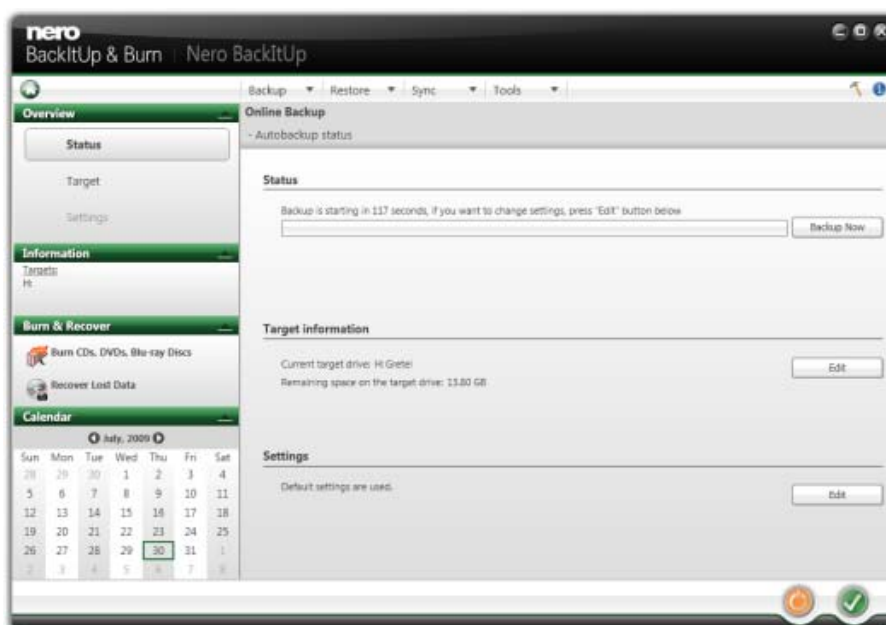 nero
BackItUp & Burn | Nero BackItUp
Backup Restore Sync Tools
Overview
Status
Target
Settings
Information
Targets:
H:
Burn & Recover
Burn CDs, DVDs, Blu-ray Discs
Recover Lost Data
Calendar
July, 2009
Sun Mon Tue Wed Thu Fri Sat
28 29 30 1 2 3 4
5 6 7 8 9 10 11
12 13 14 15 16 17 18
19 20 21 22 23 24 25
26 27 28 29 30 31 1
2 3 4 5 6 7 8
Online Backup
- Autobackup status
Status
Backup is starting in 117 seconds, if you want to change settings, press "Edit" button below
Backup Now
Target information
Current target drive: H: Gretel
Remaining space on the target drive: 13.80 GB
Edit
Settings
Default settings are used.
Edit